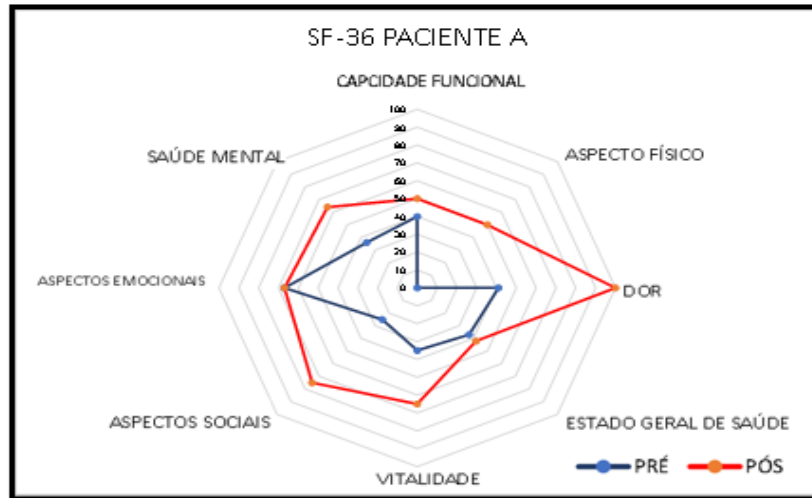 SF-36 PACIENTE A
CAPCIDADE FUNCIONAL
100
90
80
70
60
50
40
30
20
10
0
SAÚDE MENTAL
ASPECTO FÍSICO
ASPECTOS EMOCIONAIS
DOR
ASPECTOS SOCIAIS
ESTADO GERAL DE SAÚDE
VITALIDADE
PRÉ
PÓS